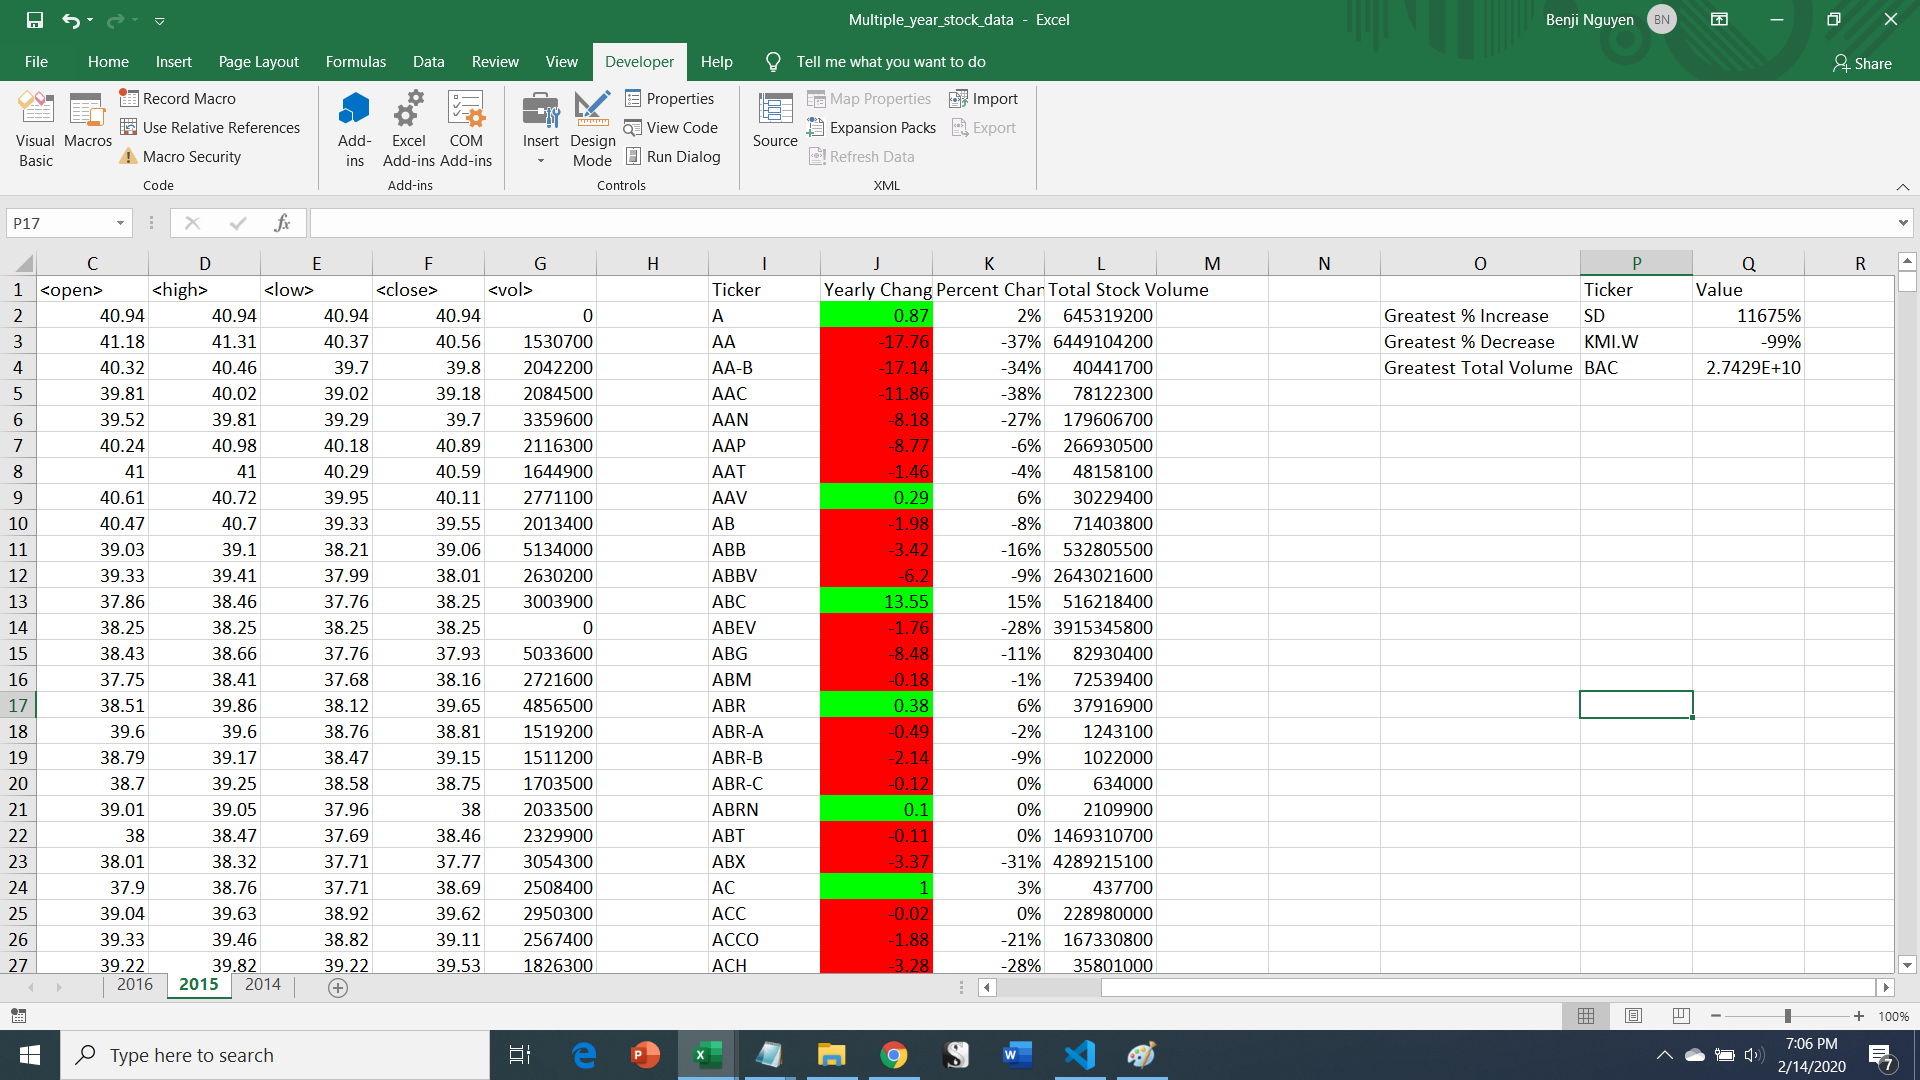 Multiple_year_stock_data - Excel
Benji Nguyen BN
File Home Insert Page Layout Formulas Data Review View Developer Help Tell me what you want to do Share
Visual Basic
Macros
Record Macro
Use Relative References
Macro Security
Code
Add-ins
Excel Add-ins
COM Add-ins
Add-ins
Insert
Design Mode
Properties
View Code
Run Dialog
Controls
Source
Map Properties
Expansion Packs
Refresh Data
Import
Export
XML
P17 fx
C D E F G H I J K L M N O P Q R
1 <open> <high> <low> <close> <vol> Ticker Yearly Chang Percent Char Total Stock Volume Ticker Value
2 40.94 40.94 40.94 40.94 0 A 0.87 2% 645319200 Greatest % Increase SD 11675%
3 41.18 41.31 40.37 40.56 1530700 AA -17.76 -37% 6449104200 Greatest % Decrease KMI.W -99%
4 40.32 40.46 39.7 39.8 2042200 AA-B -17.14 -34% 40441700 Greatest Total Volume BAC 2.7429E+10
5 39.81 40.02 39.02 39.18 2084500 AAC -11.86 -38% 78122300
6 39.52 39.81 39.29 39.7 3359600 AAN -8.18 -27% 179606700
7 40.24 40.98 40.18 40.89 2116300 AAP -8.77 -6% 266930500
8 41 41 40.29 40.59 1644900 AAT -1.46 -4% 48158100
9 40.61 40.72 39.95 40.11 2771100 AAV 0.29 6% 30229400
10 40.47 40.7 39.33 39.55 2013400 AB -1.98 -8% 71403800
11 39.03 39.1 38.21 39.06 5134000 ABB -3.42 -16% 532805500
12 39.33 39.41 37.99 38.01 2630200 ABBV -6.2 -9% 2643021600
13 37.86 38.46 37.76 38.25 3003900 ABC 13.55 15% 516218400
14 38.25 38.25 38.25 38.25 0 ABEV -1.76 -28% 3915345800
15 38.43 38.66 37.76 37.93 5033600 ABG -8.48 -11% 82930400
16 37.75 38.41 37.68 38.16 2721600 ABM -0.18 -1% 72539400
17 38.51 39.86 38.12 39.65 4856500 ABR 0.38 6% 37916900
18 39.6 39.6 38.76 38.81 1519200 ABR-A -0.49 -2% 1243100
19 38.79 39.17 38.47 39.15 1511200 ABR-B -2.14 -9% 1022000
20 38.7 39.25 38.58 38.75 1703500 ABR-C -0.12 0% 634000
21 39.01 39.05 37.96 38 2033500 ABRN 0.1 0% 2109900
22 38 38.47 37.69 38.46 2329900 ABT -0.11 0% 1469310700
23 38.01 38.32 37.71 37.77 3054300 ABX -3.37 -31% 4289215100
24 37.9 38.76 37.71 38.69 2508400 AC 1 3% 437700
25 39.04 39.63 38.92 39.62 2950300 ACC -0.02 0% 228980000
26 39.33 39.46 38.82 39.11 2567400 ACCO -1.88 -21% 167330800
27 39.22 39.82 39.22 39.53 1826300 ACH -3.28 -28% 35801000
2016 2015 2014
100%
Type here to search
7:06 PM
2/14/2020
7